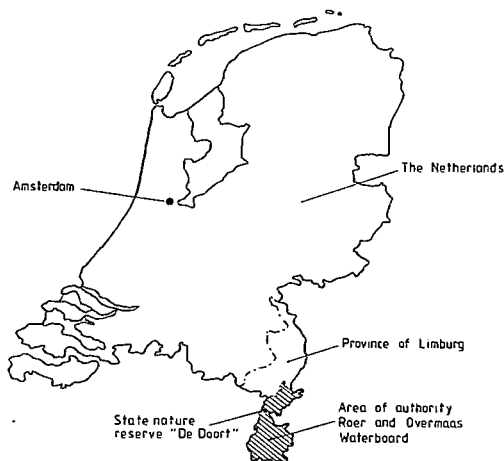 The Netherlands
Amsterdam
Province of Limburg
State nature
reserve "De Doort"
Area of authority
Roer and Overmaas
Waterboard